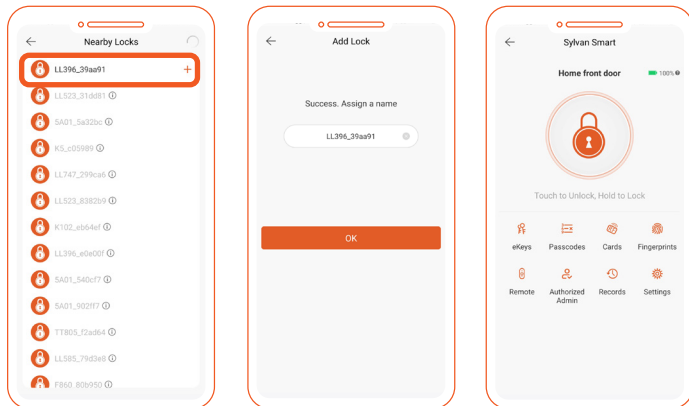 Nearby Locks
LL396_39aa91
LL523_31dd81
5A01_5a32bc
K5_c05989
LL747_299ca6
LL523_8382b9
K102_eb64ef
LL396_e0e00f
5A01_540cf7
5A01_902ff7
TT805_f2ad64
LL585_79d3e8
F860_80b950
Add Lock
Success. Assign a name
LL396_39aa91
OK
Sylvan Smart
Home front door
100%
Touch to Unlock, Hold to Lock
eKeys Passcodes Cards Fingerprints
Remote Authorized Records Settings
Admin